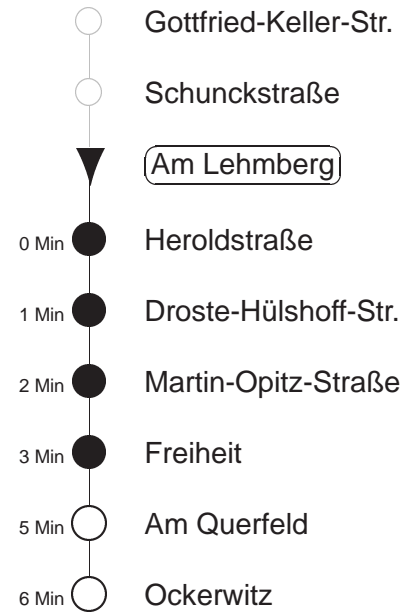 Gottfried-Keller-Str.
Schunckstraße
Am Lehmberg
0 Min Heroldstraße
1 Min Droste-Hülshoff-Str.
2 Min Martin-Opitz-Straße
3 Min Freiheit
5 Min Am Querfeld
6 Min Ockerwitz